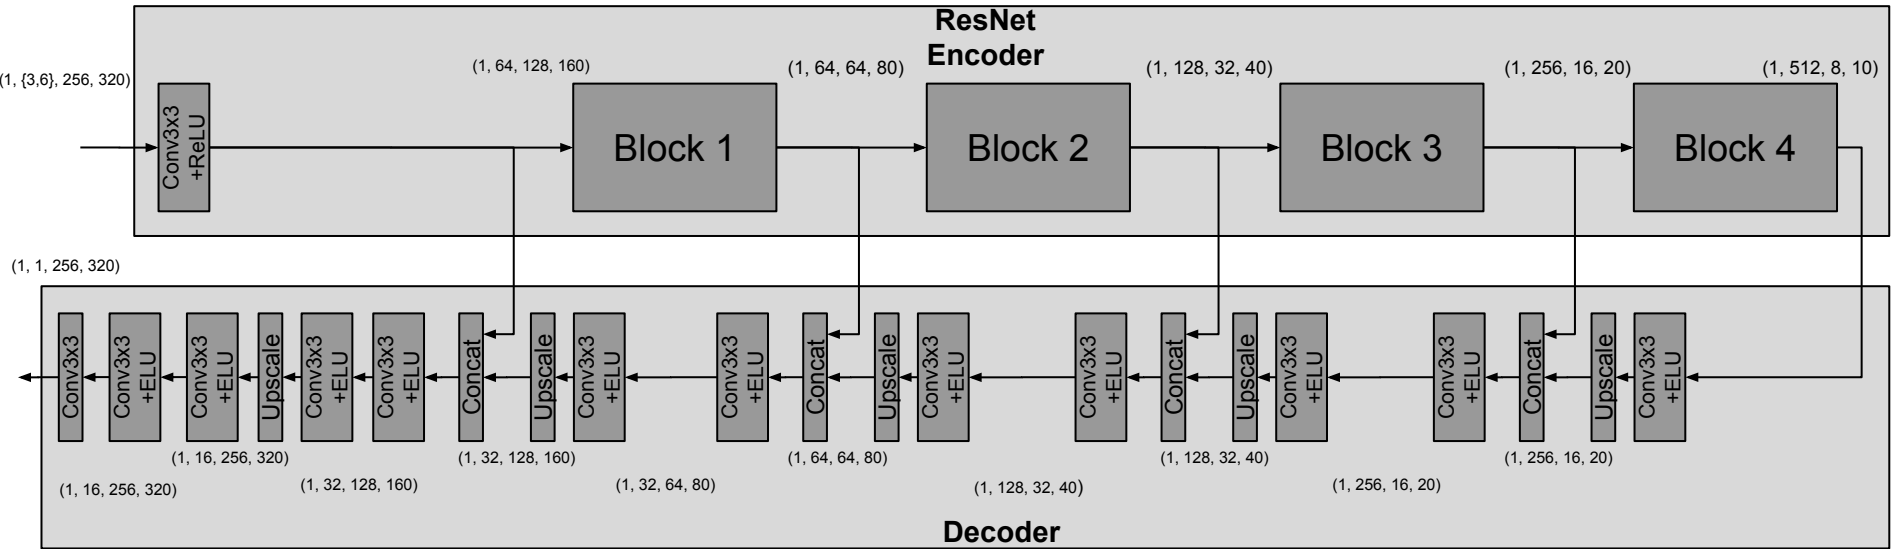 ResNet
Encoder
(1, {3,6}, 256, 320)
(1, 64, 128, 160)
(1, 64, 64, 80)
(1, 128, 32, 40)
(1, 256, 16, 20)
(1, 512, 8, 10)
Conv3x3
+ReLU
Block 1
Block 2
Block 3
Block 4
(1, 1, 256, 320)
Conv3x3
Conv3x3
+ELU
Conv3x3
+ELU
Upscale
Conv3x3
+ELU
Conv3x3
+ELU
Concat
Upscale
Conv3x3
+ELU
Conv3x3
+ELU
Concat
Upscale
Conv3x3
+ELU
Conv3x3
+ELU
Concat
Upscale
Conv3x3
+ELU
Conv3x3
+ELU
Concat
Upscale
Conv3x3
+ELU
(1, 16, 256, 320)
(1, 32, 128, 160)
(1, 64, 64, 80)
(1, 128, 32, 40)
(1, 256, 16, 20)
(1, 16, 256, 320)
(1, 32, 128, 160)
(1, 32, 64, 80)
(1, 128, 32, 40)
(1, 256, 16, 20)
Decoder